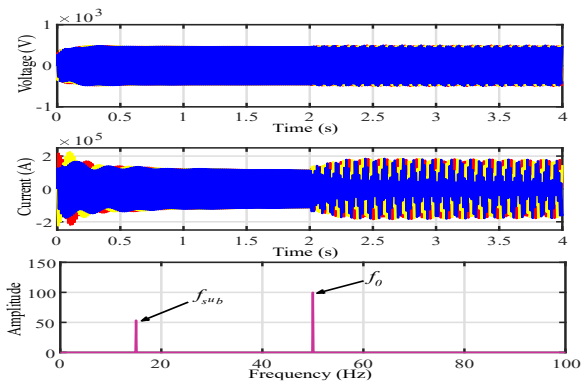 × 10³
1
0
-1
Voltage (V)
0 0.5 1 1.5 2 2.5 3 3.5 4
Time (s)
× 10⁵
2
0
-2
Current (A)
0 0.5 1 1.5 2 2.5 3 3.5 4
Time (s)
150
100
50
0
Amplitude
f_sub
f_0
0 20 40 60 80 100
Frequency (Hz)